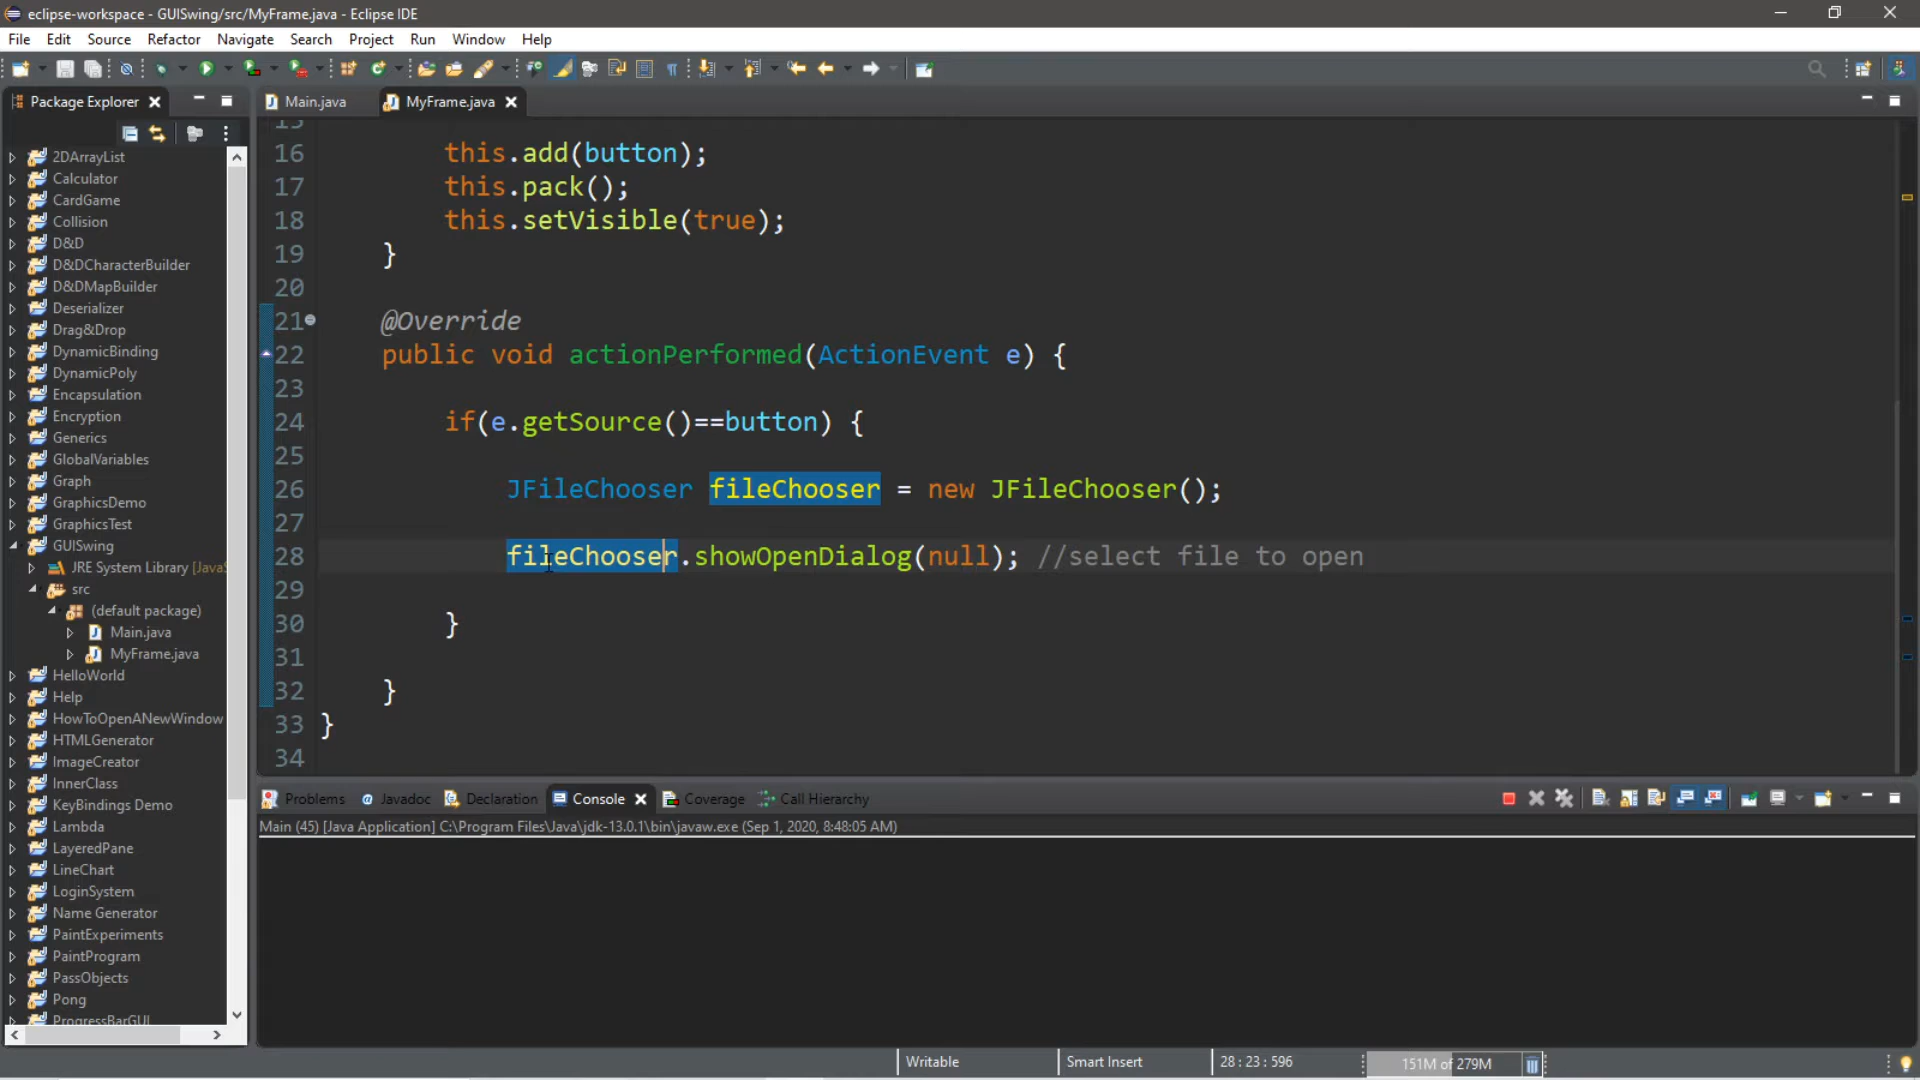 eclipse-workspace - GUISwing/src/MyFrame.java - Eclipse IDE
File Edit Source Refactor Navigate Search Project Run Window Help
Package Explorer
2DArrayList
Calculator
CardGame
Collision
D&D
D&DCharacterBuilder
D&DMapBuilder
Deserializer
Drag&Drop
DynamicBinding
DynamicPoly
Encapsulation
Encryption
Generics
GlobalVariables
Graph
GraphicsDemo
GraphicsTest
GUISwing
JRE System Library [JavaS
src
(default package)
Main.java
MyFrame.java
HelloWorld
Help
HowToOpenANewWindow
HTMLGenerator
ImageCreator
InnerClass
KeyBindings Demo
Lambda
LayeredPane
LineChart
LoginSystem
Name Generator
PaintExperiments
PaintProgram
PassObjects
Pong
ProgressBarGUI
Main.java MyFrame.java
15
16 this.add(button);
17 this.pack();
18 this.setVisible(true);
19 }
20
21 @Override
22 public void actionPerformed(ActionEvent e) {
23
24 if(e.getSource()==button) {
25
26 JFileChooser fileChooser = new JFileChooser();
27
28 fileChooser.showOpenDialog(null); //select file to open
29
30 }
31
32 }
33 }
34
Problems Javadoc Declaration Console Coverage Call Hierarchy
Main (45) [Java Application] C:\Program Files\Java\jdk-13.0.1\bin\javaw.exe (Sep 1, 2020, 8:48:05 AM)
Writable Smart Insert 28 : 23 : 596 151M of 279M